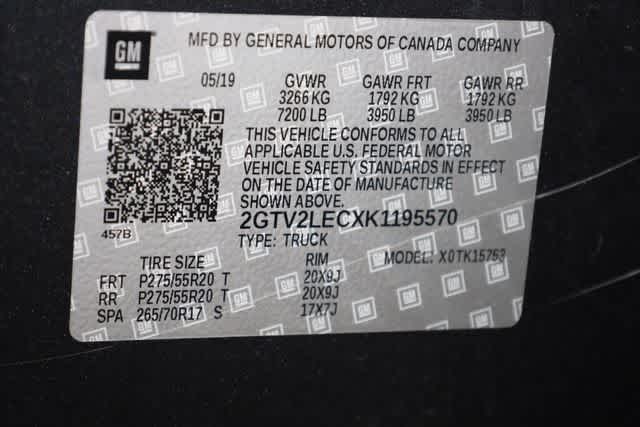 GM MFD BY GENERAL MOTORS OF CANADA COMPANY
05/19 GVWR GAWR FRT GAWR RR
3266 KG 1792 KG 1792 KG
7200 LB 3950 LB 3950 LB
THIS VEHICLE CONFORMS TO ALL
APPLICABLE U.S. FEDERAL MOTOR
VEHICLE SAFETY STANDARDS IN EFFECT
ON THE DATE OF MANUFACTURE
SHOWN ABOVE.
457B 2GTV2LECXK1195570
TYPE: TRUCK MODEL: X0TK15753
TIRE SIZE RIM
FRT P275/55R20 T 20X9J
RR P275/55R20 T 20X9J
SPA 265/70R17 S 17X7J